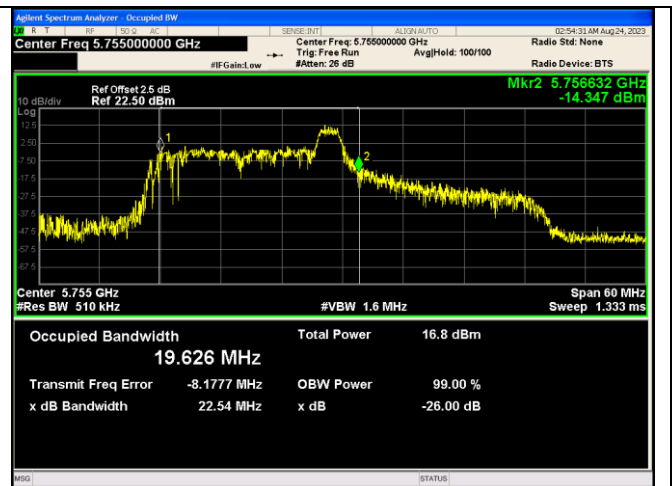 Agilent Spectrum Analyzer - Occupied BW
R T RF 50 Ω AC SENSE:INT ALIGN AUTO 02:54:31 AM Aug 24, 2023
Center Freq 5.755000000 GHz Center Freq: 5.755000000 GHz Radio Std: None
Trig: Free Run Avg|Hold: 100/100
#IFGain:Low #Atten: 26 dB Radio Device: BTS
Mkr2 5.756632 GHz
Ref Offset 2.5 dB
10 dB/div Ref 22.50 dBm -14.347 dBm
Log
12.5
1
2.50
2
-7.50
-17.5
-27.5
-37.5
-47.5
-57.5
-67.5
Center 5.755 GHz Span 60 MHz
#Res BW 510 kHz #VBW 1.6 MHz Sweep 1.333 ms
Occupied Bandwidth Total Power 16.8 dBm
19.626 MHz
Transmit Freq Error -8.1777 MHz OBW Power 99.00 %
x dB Bandwidth 22.54 MHz x dB -26.00 dB
MSG STATUS